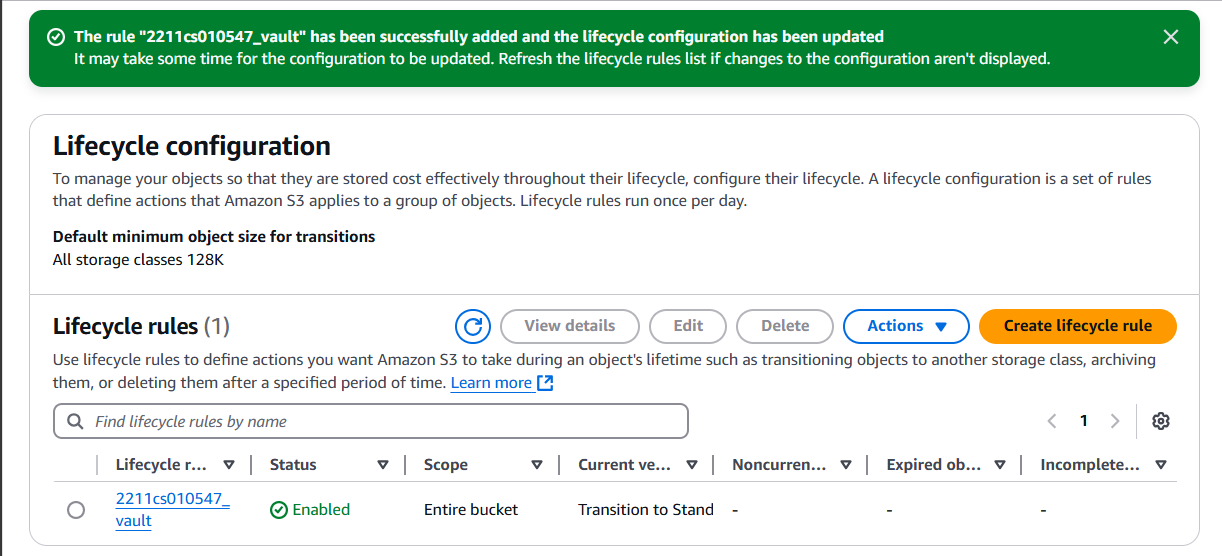 The rule "2211cs010547_vault" has been successfully added and the lifecycle configuration has been updated
It may take some time for the configuration to be updated. Refresh the lifecycle rules list if changes to the configuration aren't displayed.
Lifecycle configuration
To manage your objects so that they are stored cost effectively throughout their lifecycle, configure their lifecycle. A lifecycle configuration is a set of rules
that define actions that Amazon S3 applies to a group of objects. Lifecycle rules run once per day.
Default minimum object size for transitions
All storage classes 128K
Lifecycle rules (1)
View details
Edit
Delete
Actions
Create lifecycle rule
Use lifecycle rules to define actions you want Amazon S3 to take during an object's lifetime such as transitioning objects to another storage class, archiving
them, or deleting them after a specified period of time. Learn more
Find lifecycle rules by name
1
Lifecycle r... Status Scope Current ve... Noncurren... Expired ob... Incomplete...
2211cs010547_ Enabled Entire bucket Transition to Stand - - -
vault